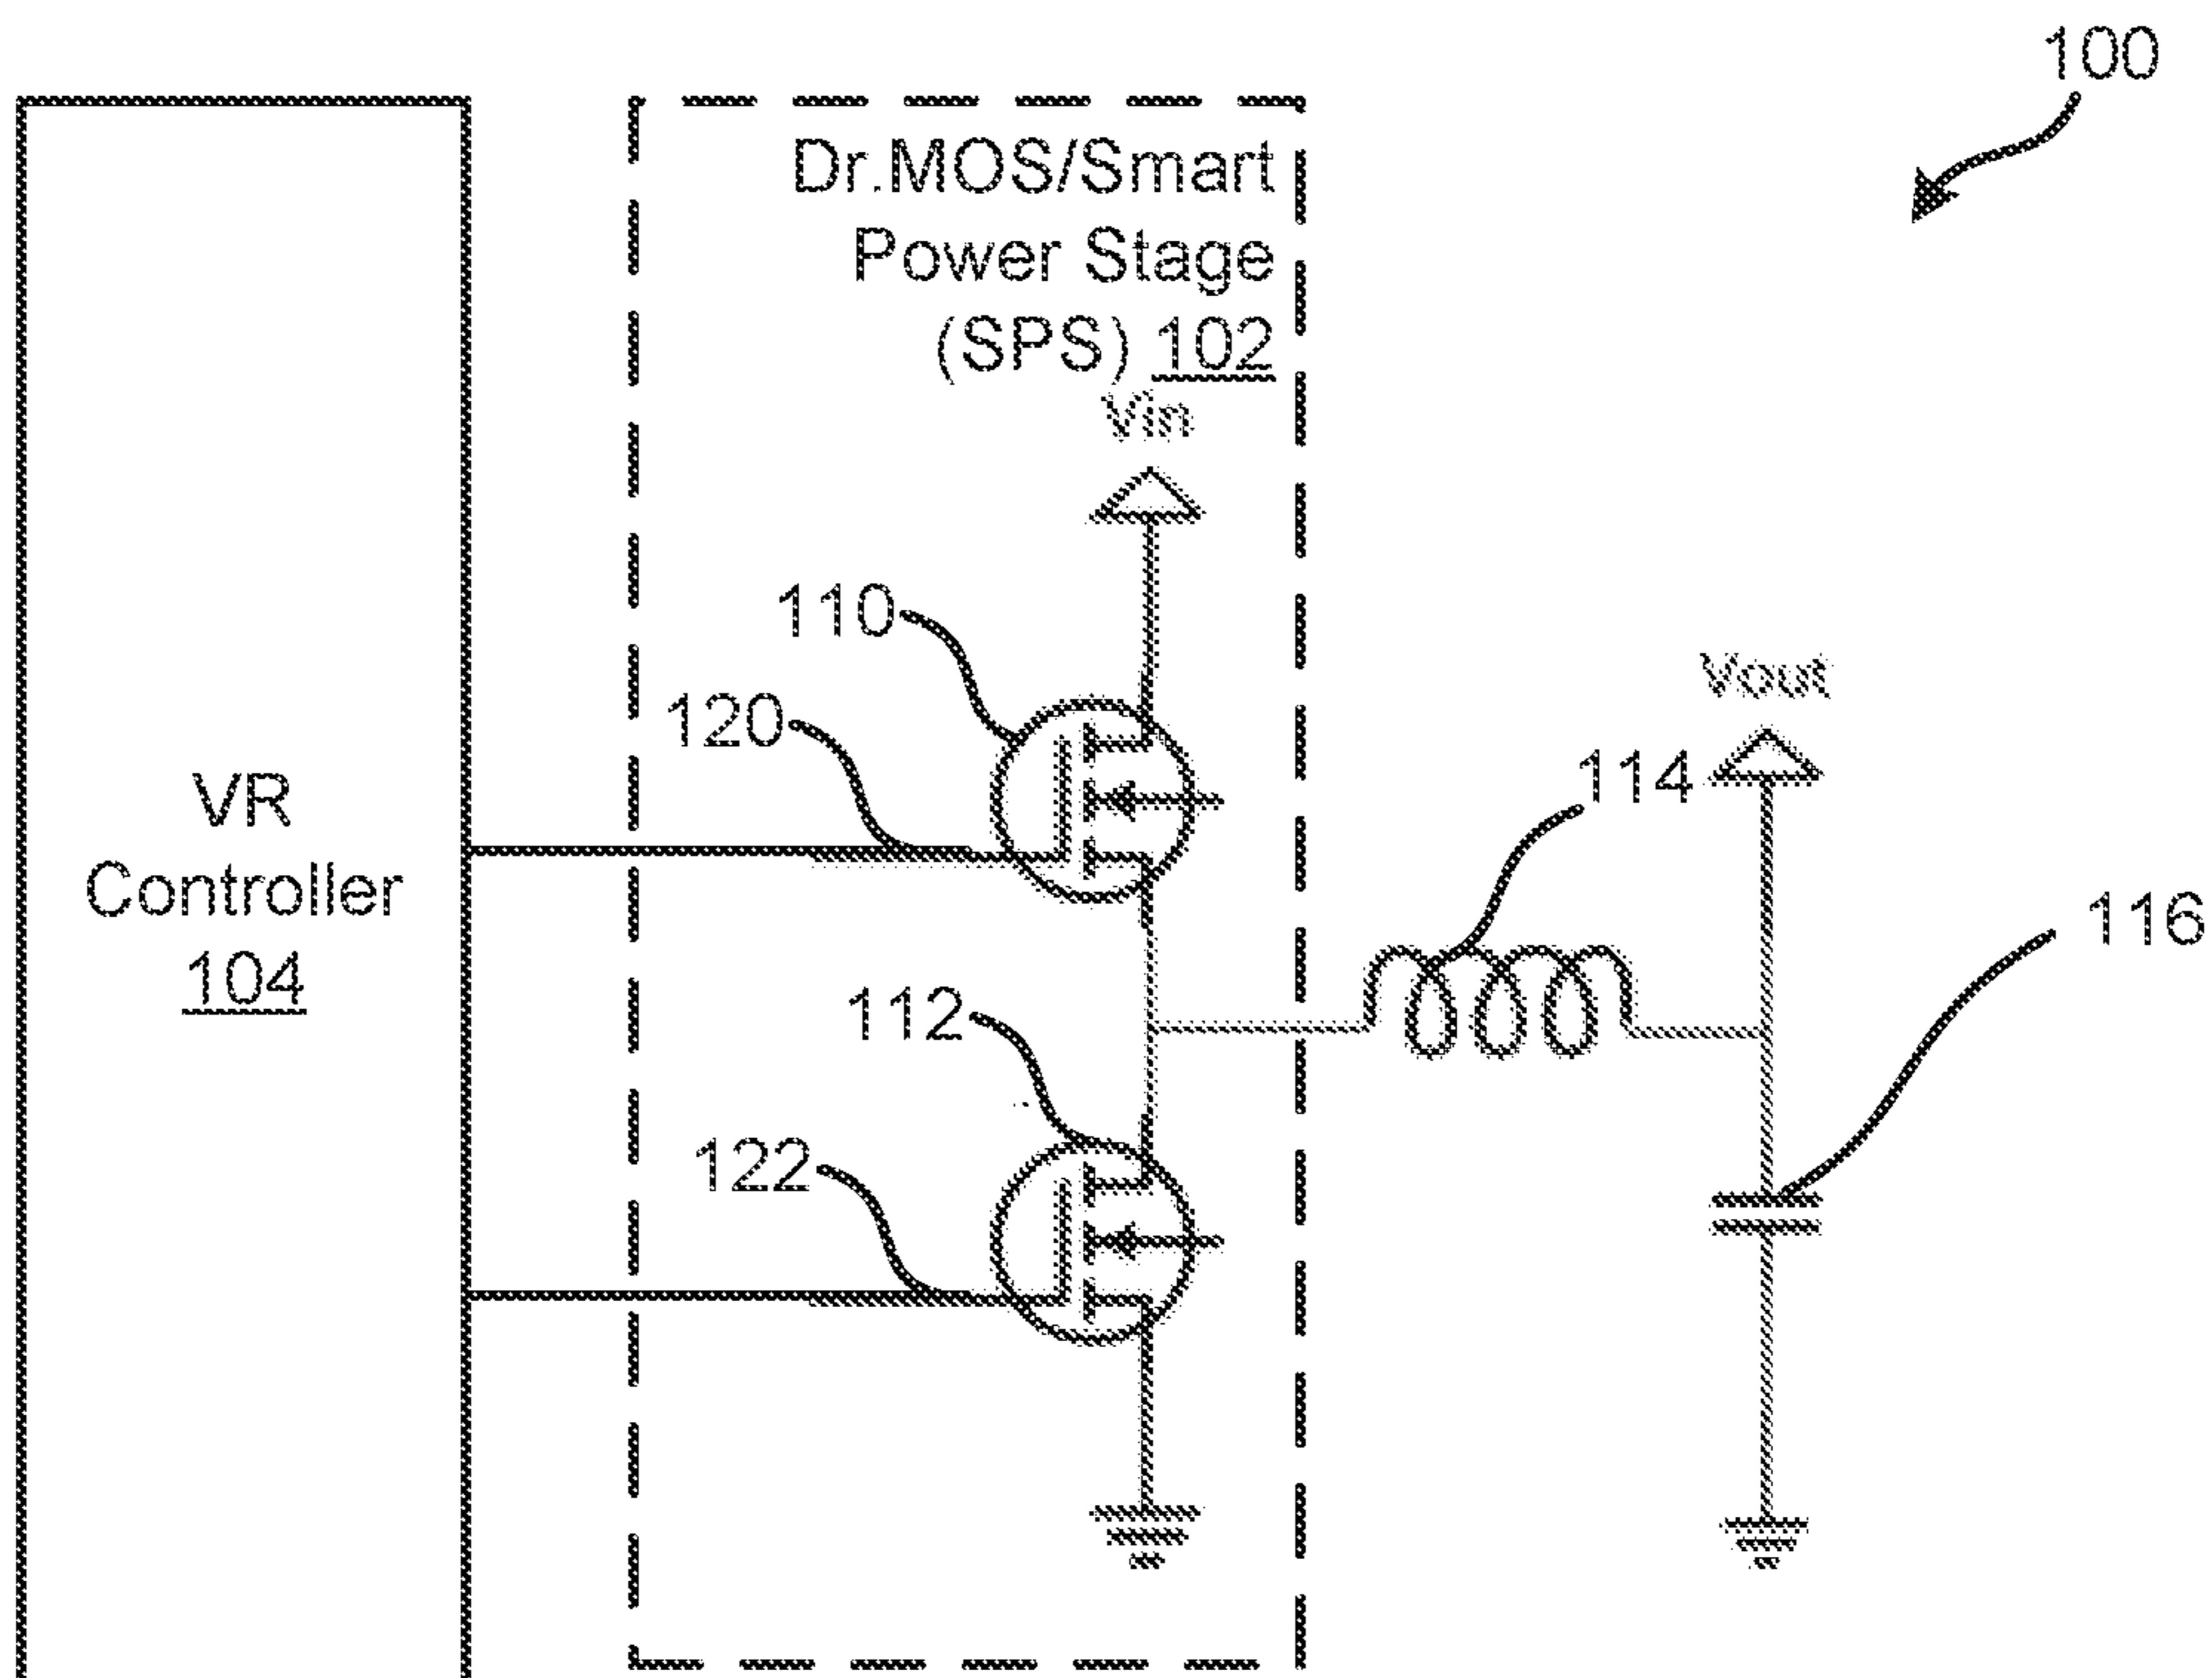 100
Dr.MOS/Smart
Power Stage
(SPS) 102
Vin
110
120
Vout
114
VR
Controller
104
116
112
122